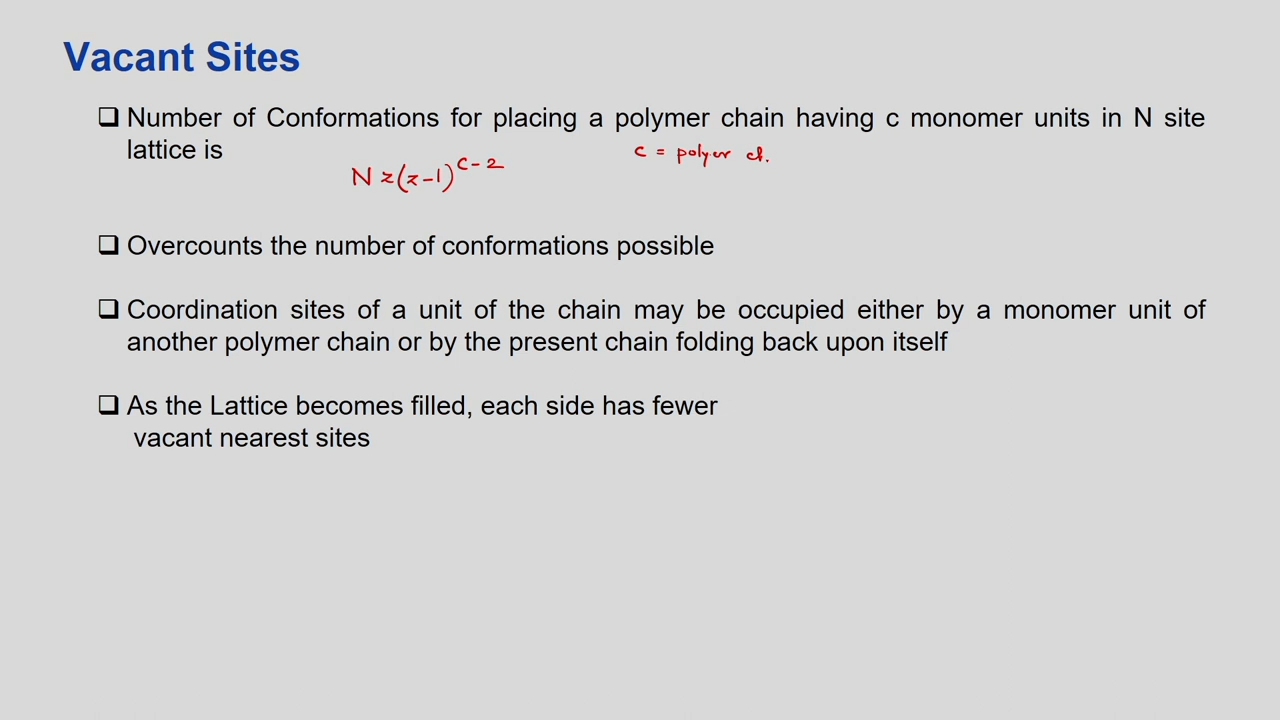 Vacant Sites
❑ Number of Conformations for placing a polymer chain having c monomer units in N site
lattice is
c = polyer ch.
N z(z-1)^{c-2}
❑ Overcounts the number of conformations possible
❑ Coordination sites of a unit of the chain may be occupied either by a monomer unit of
another polymer chain or by the present chain folding back upon itself
❑ As the Lattice becomes filled, each side has fewer
vacant nearest sites